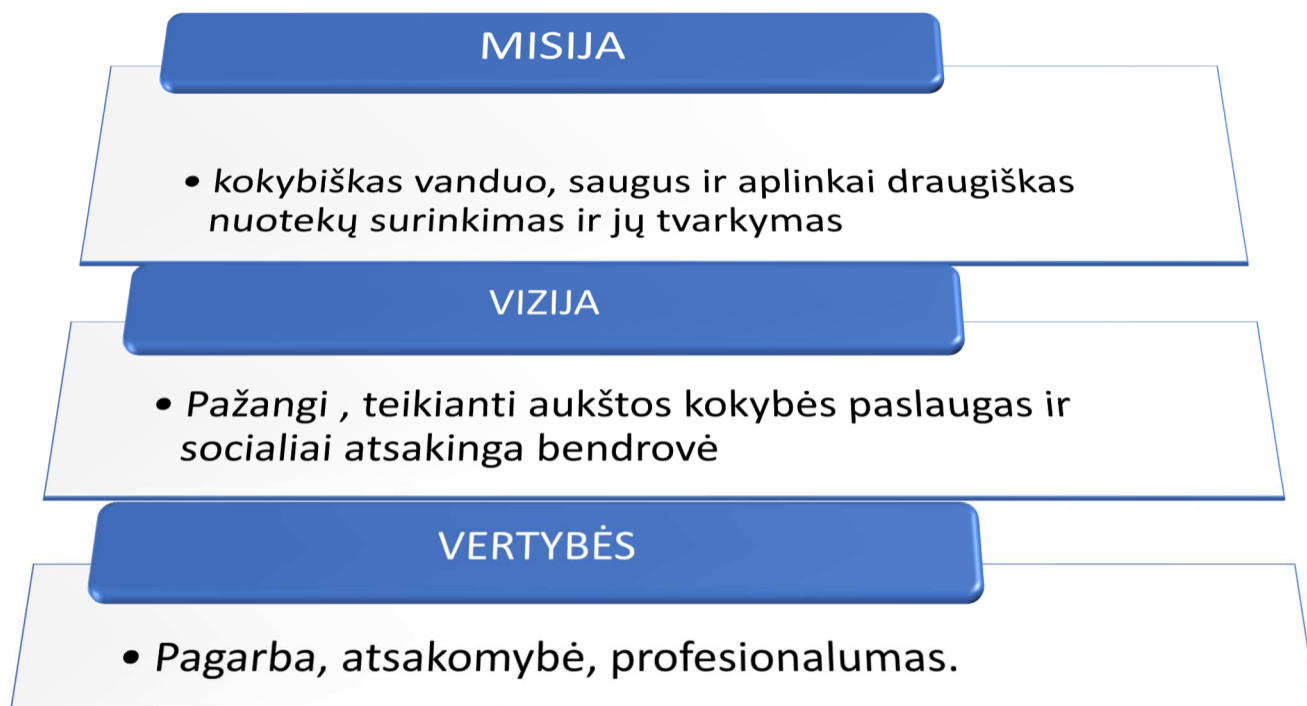 MISIJA
• kokybiškas vanduo, saugus ir aplinkai draugiškas
nuotekų surinkimas ir jų tvarkymas
VIZIJA
• Pažangi , teikianti aukštos kokybės paslaugas ir
socialiai atsakinga bendrovė
VERTYBĖS
• Pagarba, atsakomybė, profesionalumas.